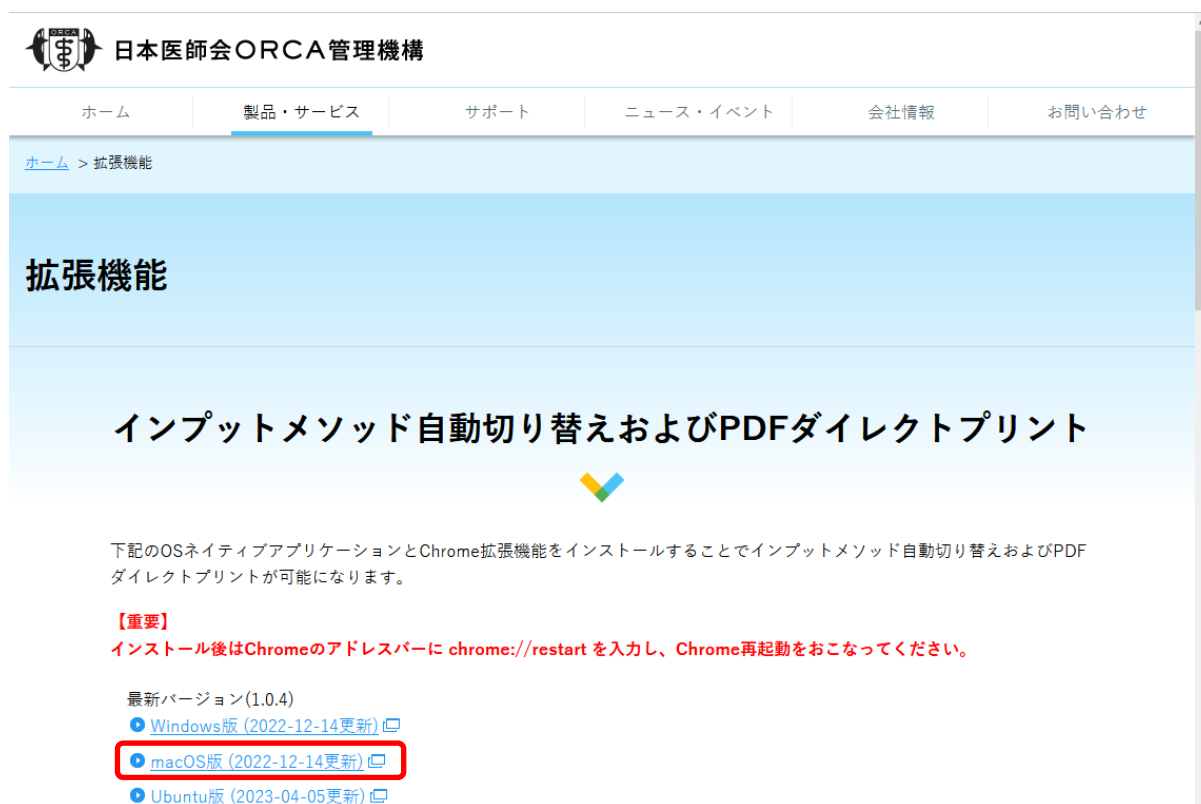 ORCA
日本医師会ORCA管理機構
ホーム 製品・サービス サポート ニュース・イベント 会社情報 お問い合わせ
ホーム > 拡張機能
拡張機能
インプットメソッド自動切り替えおよびPDFダイレクトプリント
下記のOSネイティブアプリケーションとChrome拡張機能をインストールすることでインプットメソッド自動切り替えおよびPDF
ダイレクトプリントが可能になります。
【重要】
インストール後はChromeのアドレスバーに chrome://restart を入力し、Chrome再起動をおこなってください。
最新バージョン(1.0.4)
Windows版 (2022-12-14更新)
macOS版 (2022-12-14更新)
Ubuntu版 (2023-04-05更新)